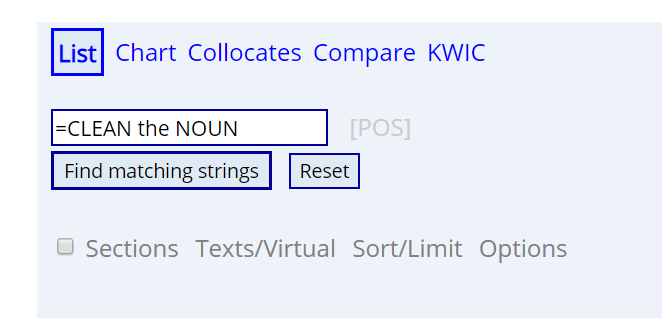 List Chart Collocates Compare KWIC
=CLEAN the NOUN [POS]
Find matching strings Reset
Sections Texts/Virtual Sort/Limit Options